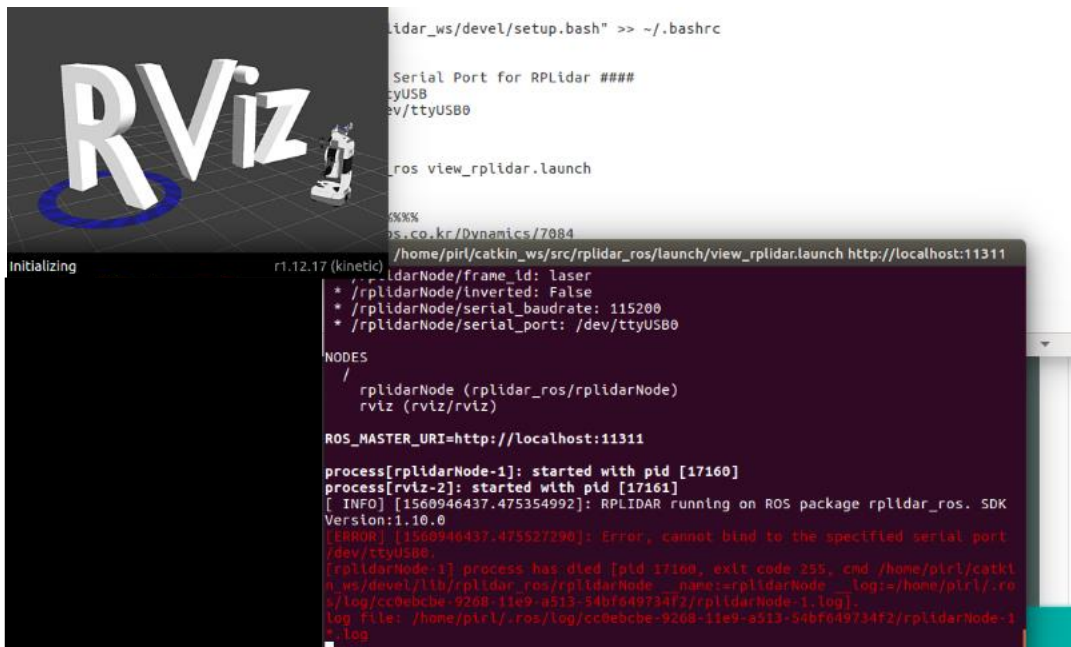 RViz
Initializing
r1.12.17 (kinetic)
lidar_ws/devel/setup.bash" >> ~/.bashrc
Serial Port for RPLidar ####
tyUSB
ev/ttyUSB0
_ros view_rplidar.launch
%%%%
os.co.kr/Dynamics/7084
/home/pirl/catkin_ws/src/rplidar_ros/launch/view_rplidar.launch http://localhost:11311
* /rplidarNode/frame_id: laser
* /rplidarNode/inverted: False
* /rplidarNode/serial_baudrate: 115200
* /rplidarNode/serial_port: /dev/ttyUSB0
NODES
/
rplidarNode (rplidar_ros/rplidarNode)
rviz (rviz/rviz)
ROS_MASTER_URI=http://localhost:11311
process[rplidarNode-1]: started with pid [17160]
process[rviz-2]: started with pid [17161]
[ INFO] [1560946437.475354992]: RPLIDAR running on ROS package rplidar_ros. SDK
Version:1.10.0
[ERROR] [1560946437.475527290]: Error, cannot bind to the specified serial port
/dev/ttyUSB0.
[rplidarNode-1] process has died [pid 17160, exit code 255, cmd /home/pirl/catki
n_ws/devel/lib/rplidar_ros/rplidarNode __name:=rplidarNode __log:=/home/pirl/.ro
s/log/cc0ebcbe-9268-11e9-a513-54bf649734f2/rplidarNode-1.log].
log file: /home/pirl/.ros/log/cc0ebcbe-9268-11e9-a513-54bf649734f2/rplidarNode-1
*.log